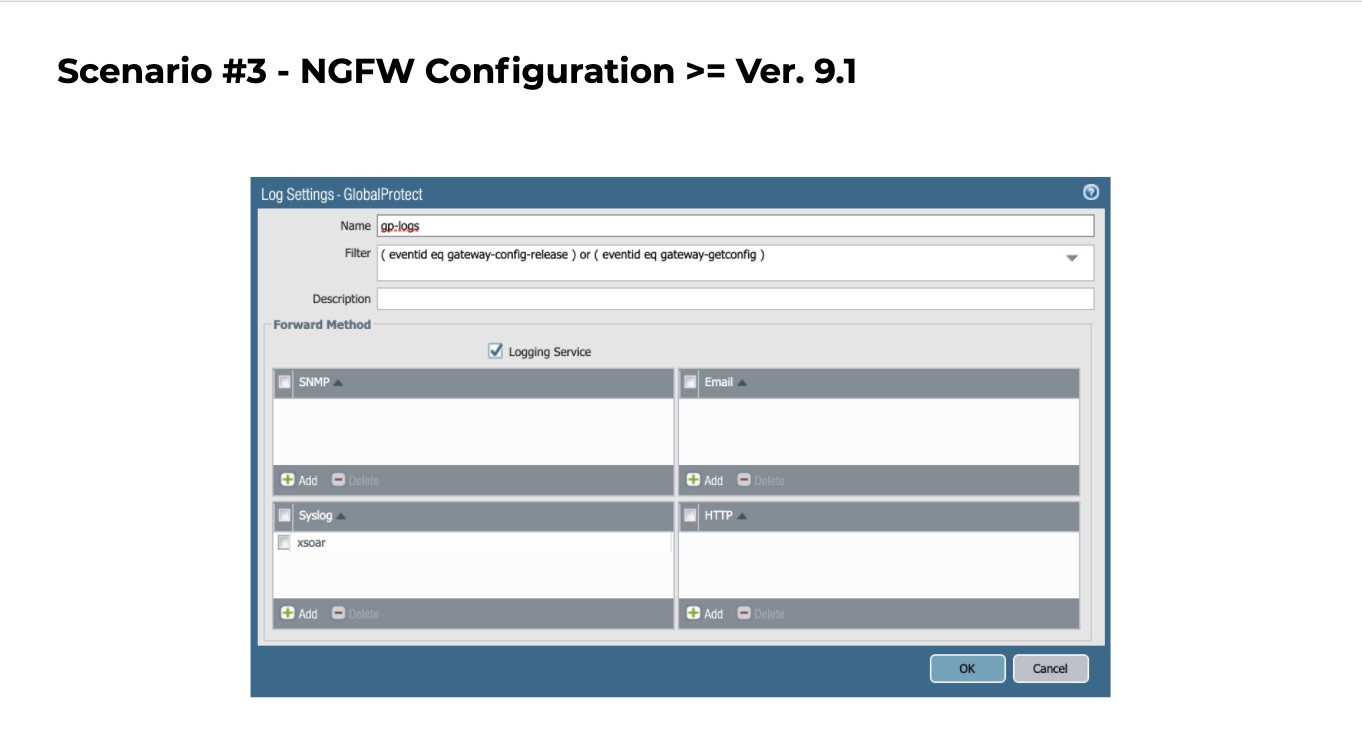 Scenario #3 - NGFW Configuration >= Ver. 9.1
Log Settings - GlobalProtect
Name gp-logs
Filter ( eventid eq gateway-config-release ) or ( eventid eq gateway-getconfig )
Description
Forward Method
Logging Service
SNMP
Email
Add Delete
Add Delete
Syslog
HTTP
xsoar
Add Delete
Add Delete
OK
Cancel